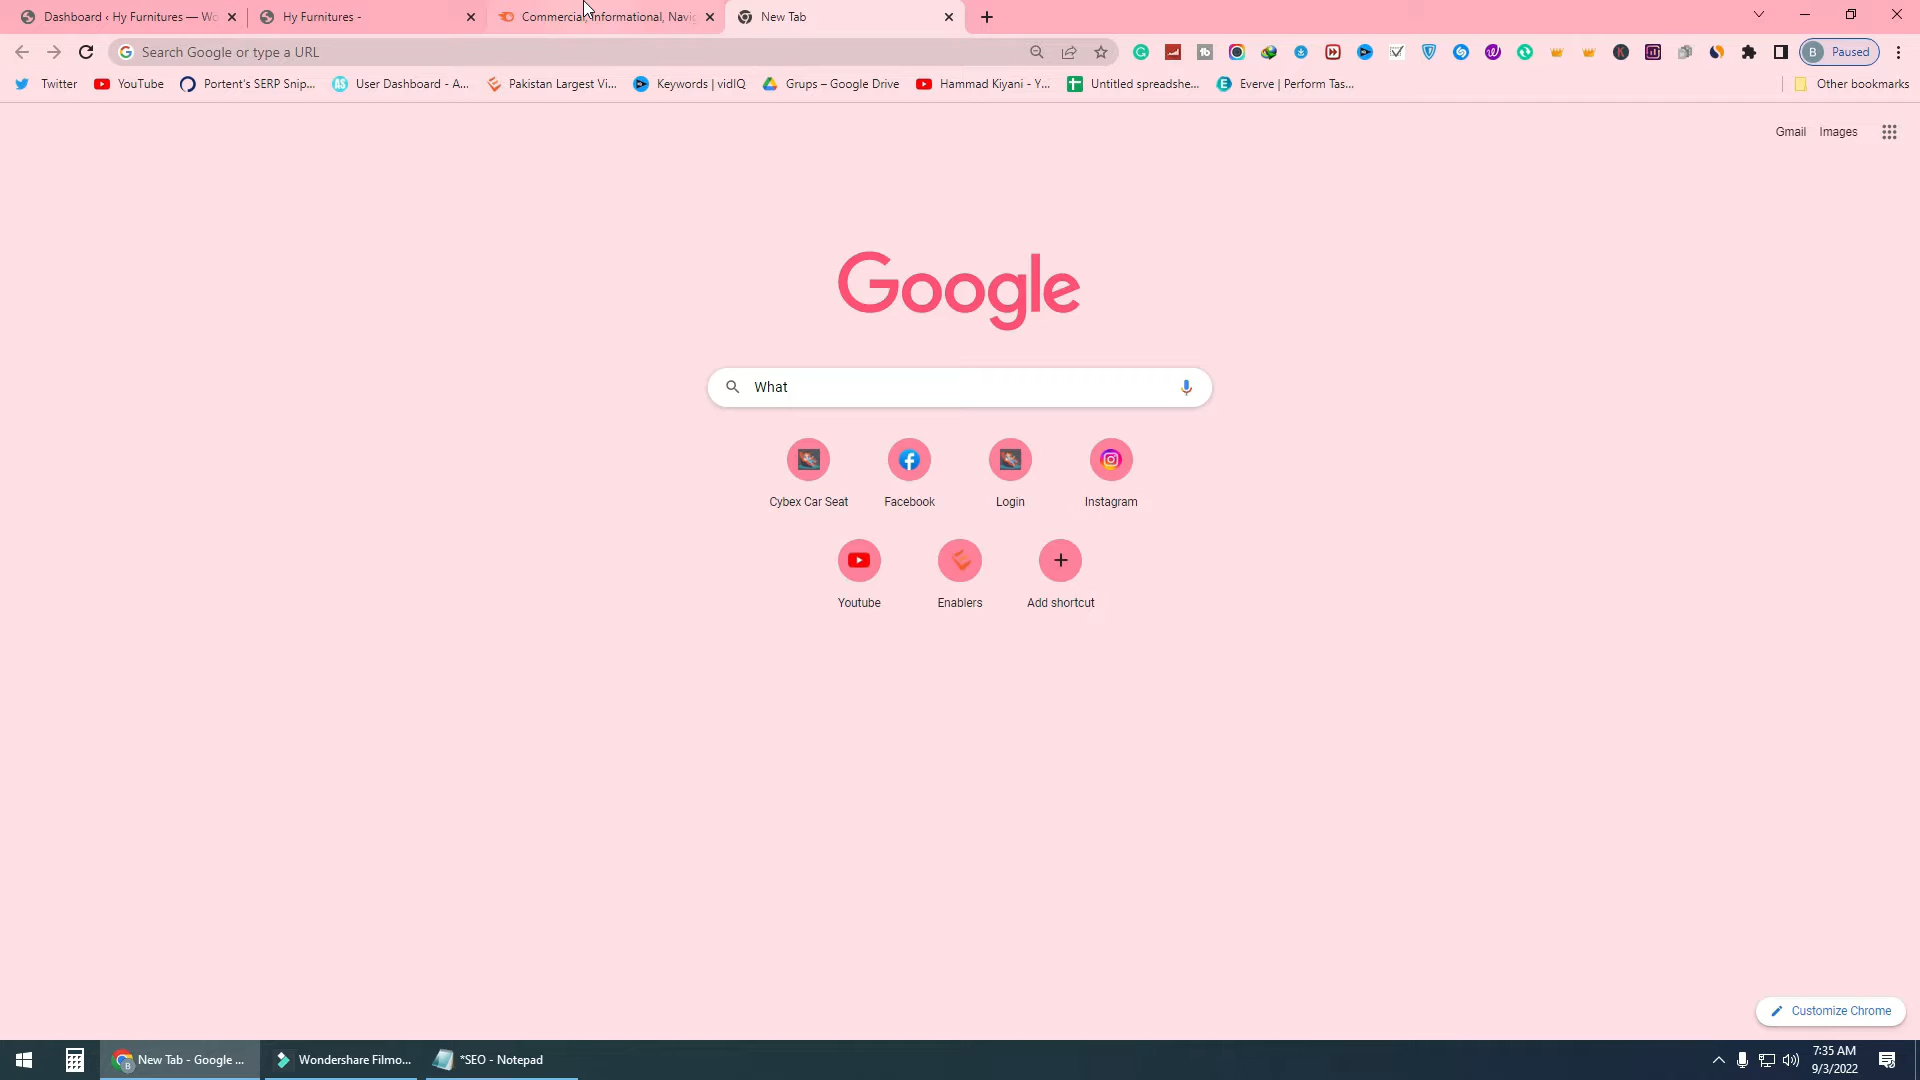 Dashboard ‹ Hy Furnitures — Wo
Hy Furnitures -
Commercial, Informational, Navig
New Tab
Search Google or type a URL
B Paused
Twitter
YouTube
Portent's SERP Snip...
User Dashboard - A...
Pakistan Largest Vi...
Keywords | vidIQ
Grups – Google Drive
Hammad Kiyani - Y...
Untitled spreadshe...
Everve | Perform Tas...
Other bookmarks
Gmail
Images
Google
What
Cybex Car Seat
Facebook
Login
Instagram
Youtube
Enablers
Add shortcut
Customize Chrome
New Tab - Google ...
Wondershare Filmo...
*SEO - Notepad
7:35 AM
9/3/2022